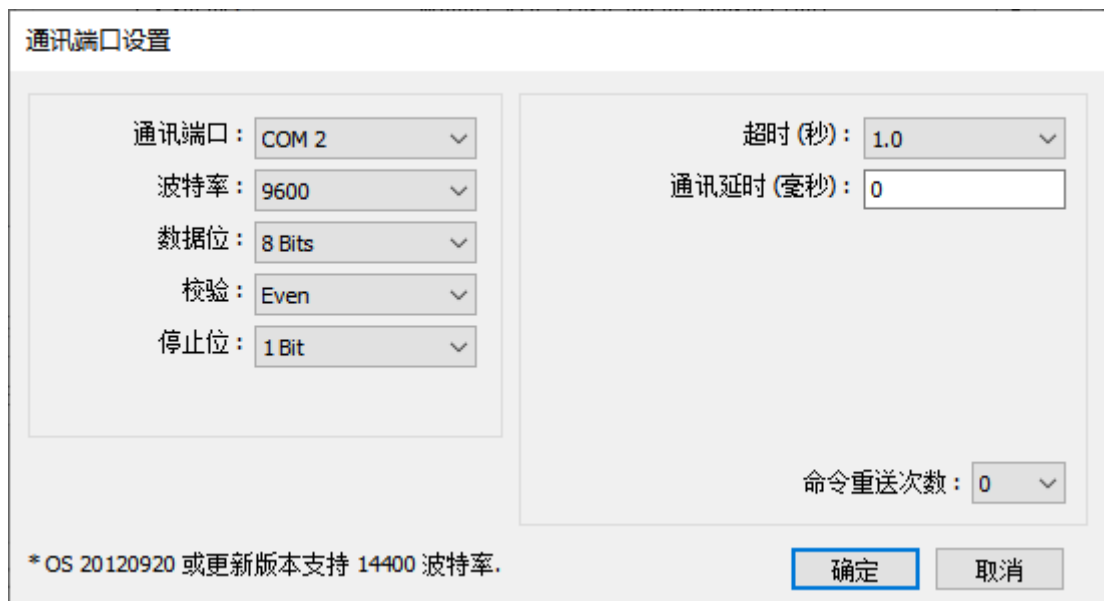 通讯端口设置
通讯端口： COM 2
波特率： 9600
数据位： 8 Bits
校验： Even
停止位： 1 Bit
超时(秒)： 1.0
通讯延时(毫秒)： 0
命令重送次数： 0
* OS 20120920 或更新版本支持 14400 波特率.
确定 取消